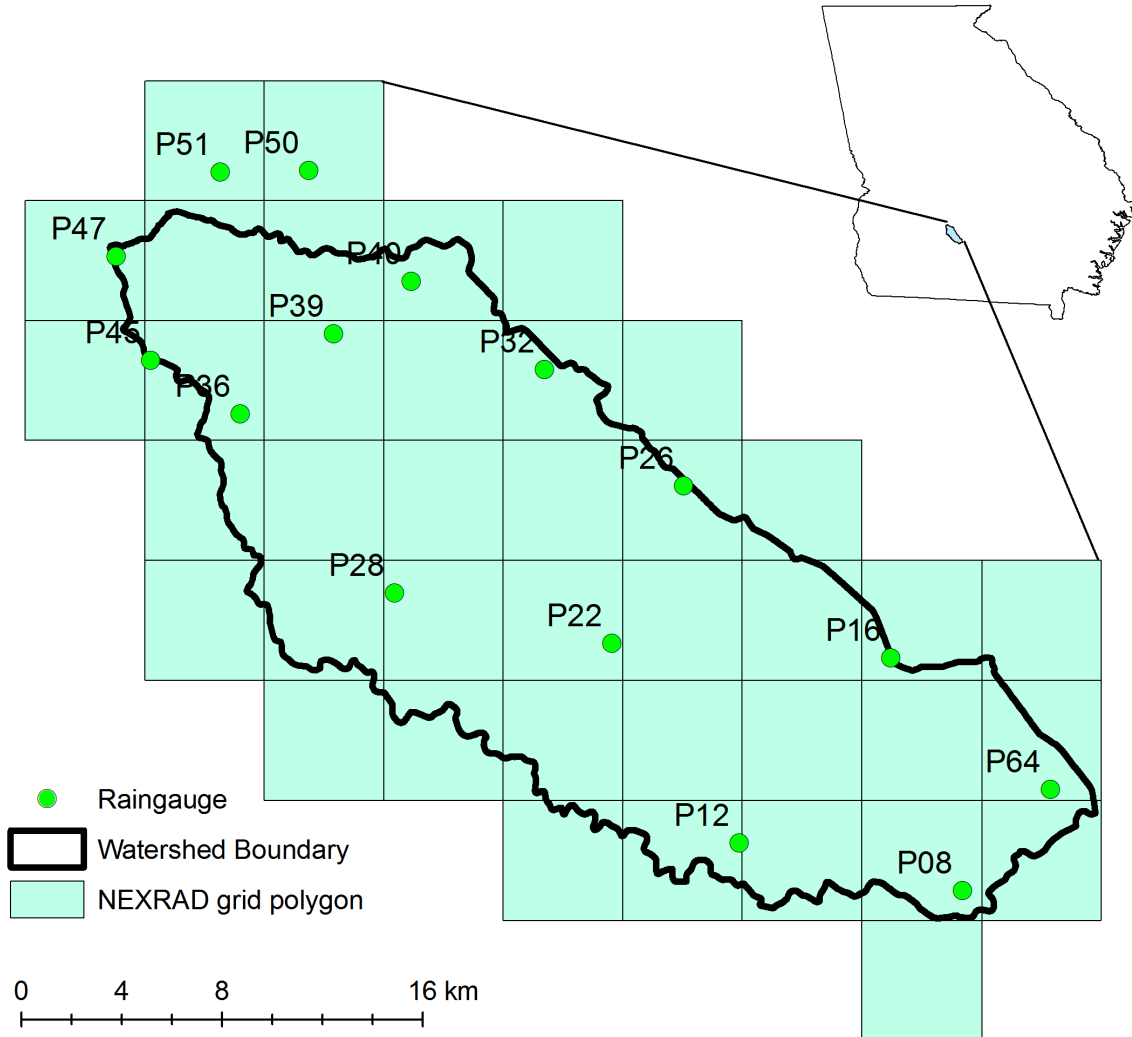 P51
P50
P47
P40
P39
P45
P32
P36
P26
P28
P22
P16
P64
Raingauge
P12
Watershed Boundary
P08
NEXRAD grid polygon
0 4 8 16 km